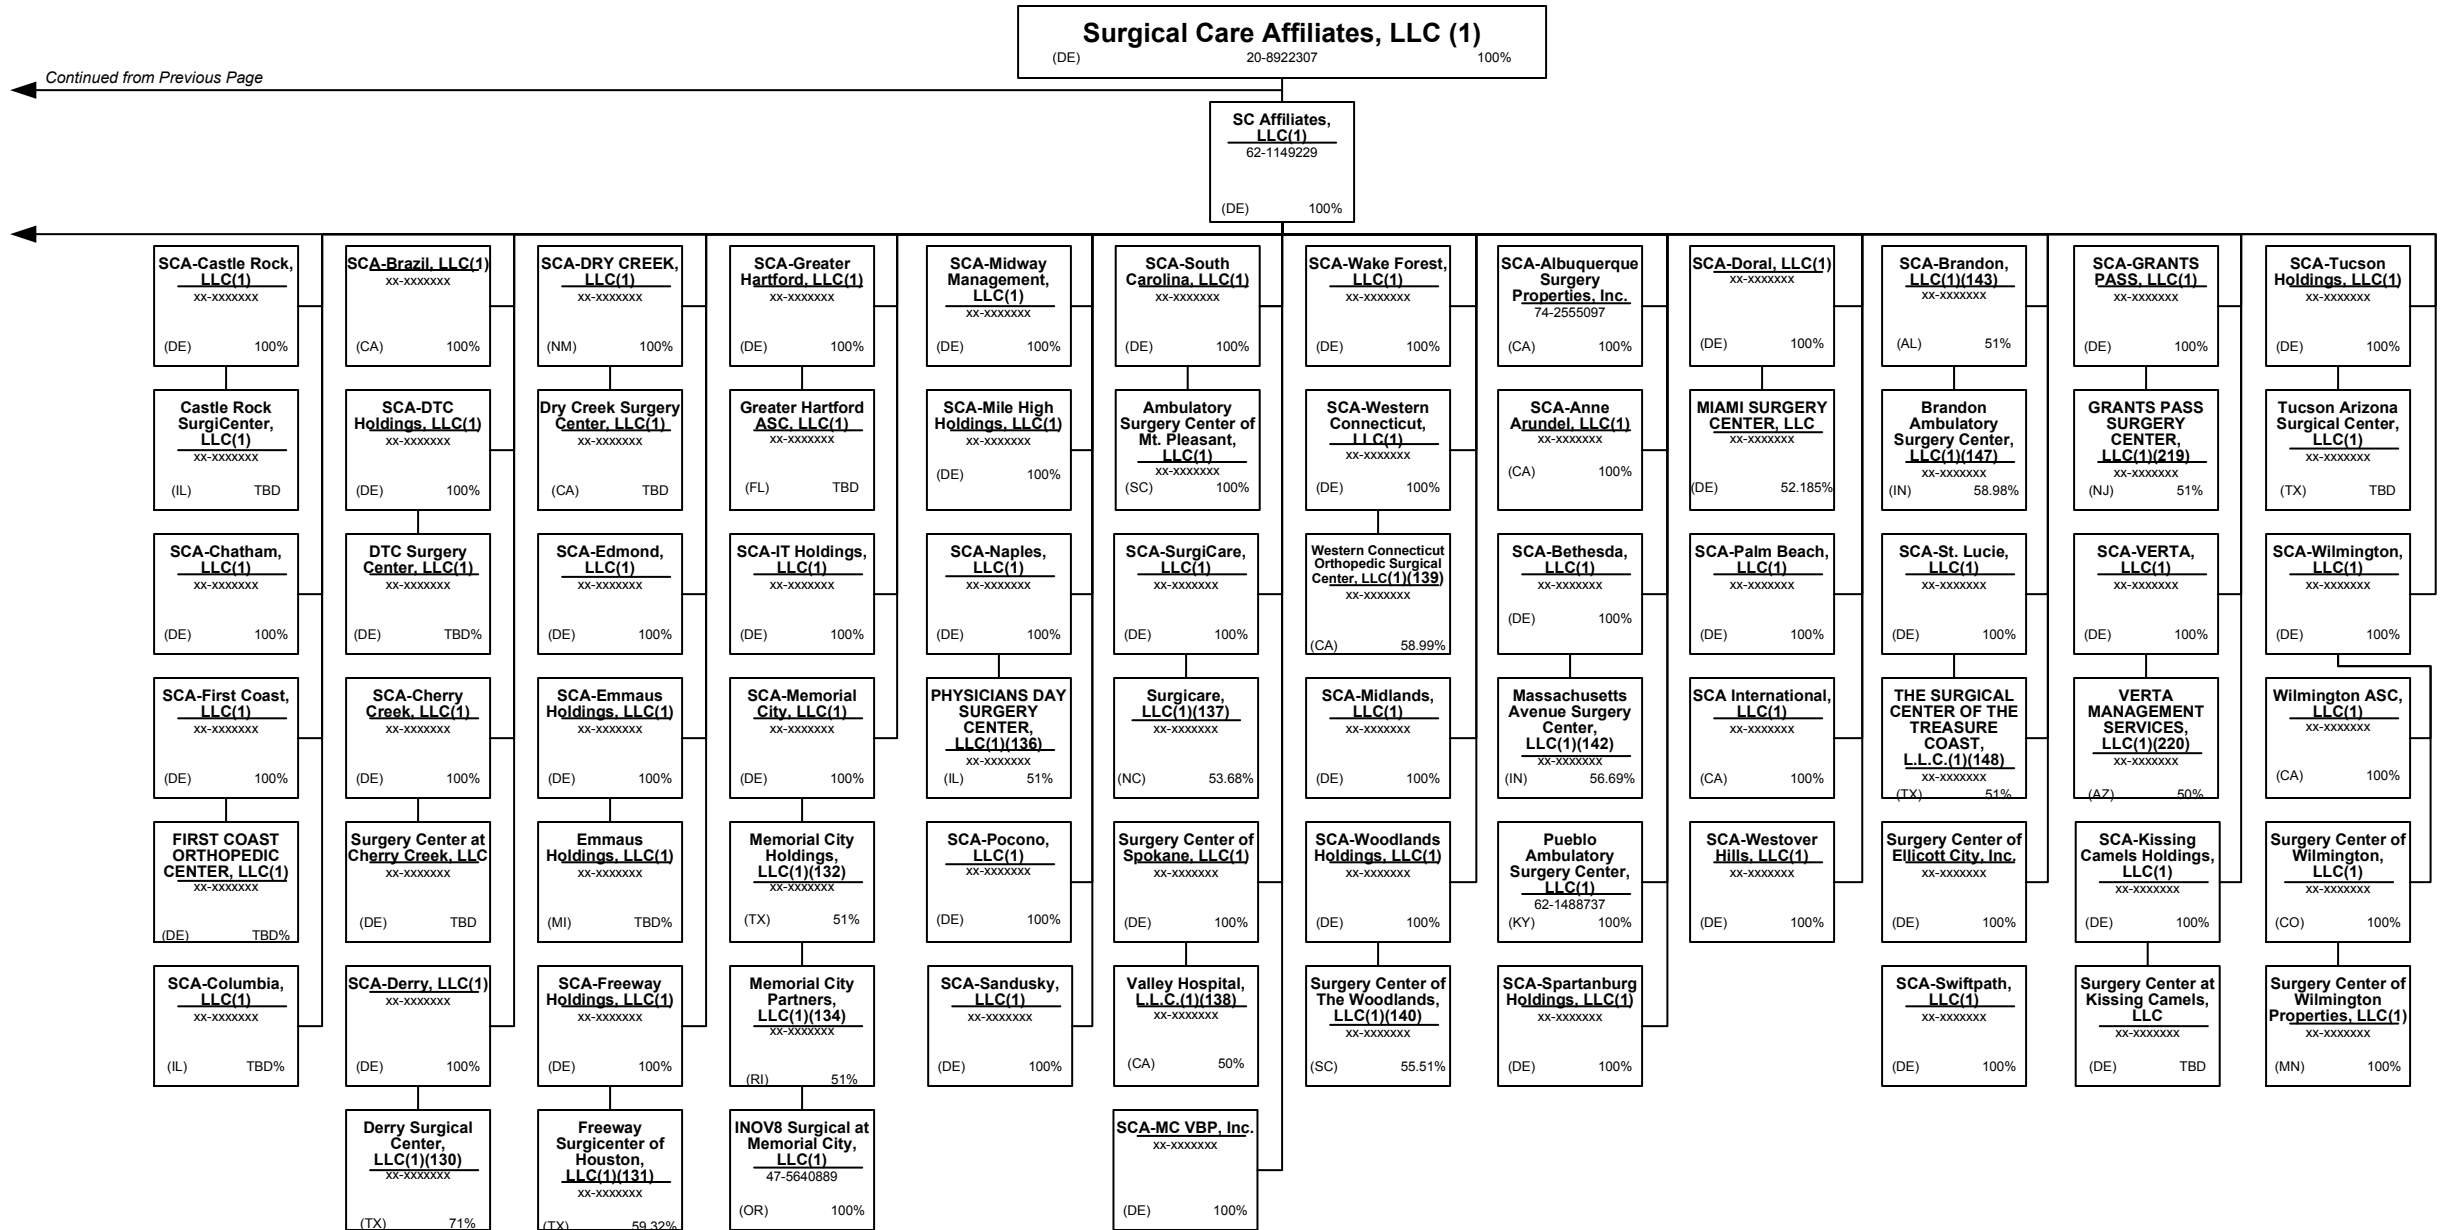 Surgical Care Affiliates, LLC (1)
(DE) 20-8922307 100%
Continued from Previous Page
SC Affiliates,
LLC(1)
62-1149229
(DE) 100%
SCA-Castle Rock,
LLC(1)
xx-xxxxxxx
(DE) 100%
Castle Rock
SurgiCenter,
LLC(1)
xx-xxxxxxx
(IL) TBD
SCA-Chatham,
LLC(1)
xx-xxxxxxx
(DE) 100%
SCA-First Coast,
LLC(1)
xx-xxxxxxx
(DE) 100%
FIRST COAST
ORTHOPEDIC
CENTER, LLC(1)
xx-xxxxxxx
(DE) TBD%
SCA-Columbia,
LLC(1)
xx-xxxxxxx
(IL) TBD%
SCA-Brazil, LLC(1)
xx-xxxxxxx
(CA) 100%
SCA-DTC
Holdings, LLC(1)
xx-xxxxxxx
(DE) 100%
DTC Surgery
Center, LLC(1)
xx-xxxxxxx
(DE) TBD%
SCA-Cherry
Creek, LLC(1)
xx-xxxxxxx
(DE) 100%
Surgery Center at
Cherry Creek, LLC
xx-xxxxxxx
(DE) TBD
SCA-Derry, LLC(1)
xx-xxxxxxx
(DE) 100%
Derry Surgical
Center,
LLC(1)(130)
xx-xxxxxxx
(TX) 71%
SCA-DRY CREEK,
LLC(1)
xx-xxxxxxx
(NM) 100%
Dry Creek Surgery
Center, LLC(1)
xx-xxxxxxx
(CA) TBD
SCA-Edmond,
LLC(1)
xx-xxxxxxx
(DE) 100%
SCA-Emmaus
Holdings, LLC(1)
xx-xxxxxxx
(DE) 100%
Emmaus
Holdings, LLC(1)
xx-xxxxxxx
(MI) TBD%
SCA-Freeway
Holdings, LLC(1)
xx-xxxxxxx
(DE) 100%
Freeway
Surgicenter of
Houston,
LLC(1)(131)
xx-xxxxxxx
(TX) 59.32%
SCA-Greater
Hartford, LLC(1)
xx-xxxxxxx
(DE) 100%
Greater Hartford
ASC, LLC(1)
xx-xxxxxxx
(FL) TBD
SCA-IT Holdings,
LLC(1)
xx-xxxxxxx
(DE) 100%
SCA-Memorial
City, LLC(1)
xx-xxxxxxx
(DE) 100%
Memorial City
Holdings,
LLC(1)(132)
xx-xxxxxxx
(TX) 51%
Memorial City
Partners,
LLC(1)(134)
xx-xxxxxxx
(RI) 51%
INOV8 Surgical at
Memorial City,
LLC(1)
47-5640889
(OR) 100%
SCA-Midway
Management,
LLC(1)
xx-xxxxxxx
(DE) 100%
SCA-Mile High
Holdings, LLC(1)
xx-xxxxxxx
(DE) 100%
SCA-Naples,
LLC(1)
xx-xxxxxxx
(DE) 100%
PHYSICIANS DAY
SURGERY
CENTER,
LLC(1)(136)
xx-xxxxxxx
(IL) 51%
SCA-Pocono,
LLC(1)
xx-xxxxxxx
(DE) 100%
SCA-Sandusky,
LLC(1)
xx-xxxxxxx
(DE) 100%
SCA-South
Carolina, LLC(1)
xx-xxxxxxx
(DE) 100%
Ambulatory
Surgery Center of
Mt. Pleasant,
LLC(1)
xx-xxxxxxx
(SC) 100%
SCA-SurgiCare,
LLC(1)
xx-xxxxxxx
(DE) 100%
Surgicare,
LLC(1)(137)
xx-xxxxxxx
(NC) 53.68%
Surgery Center of
Spokane, LLC(1)
xx-xxxxxxx
(DE) 100%
Valley Hospital,
L.L.C.(1)(138)
xx-xxxxxxx
(CA) 50%
SCA-MC VBP, Inc.
xx-xxxxxxx
(DE) 100%
SCA-Wake Forest,
LLC(1)
xx-xxxxxxx
(DE) 100%
SCA-Western
Connecticut,
LLC(1)
xx-xxxxxxx
(DE) 100%
Western Connecticut
Orthopedic Surgical
Center, LLC(1)(139)
xx-xxxxxxx
(CA) 58.99%
SCA-Midlands,
LLC(1)
xx-xxxxxxx
(DE) 100%
SCA-Woodlands
Holdings, LLC(1)
xx-xxxxxxx
(DE) 100%
Surgery Center of
The Woodlands,
LLC(1)(140)
xx-xxxxxxx
(SC) 55.51%
SCA-Albuquerque
Surgery
Properties, Inc.
74-2555097
(CA) 100%
SCA-Anne
Arundel, LLC(1)
xx-xxxxxxx
(CA) 100%
SCA-Bethesda,
LLC(1)
xx-xxxxxxx
(DE) 100%
Massachusetts
Avenue Surgery
Center,
LLC(1)(142)
xx-xxxxxxx
(IN) 56.69%
Pueblo
Ambulatory
Surgery Center,
LLC(1)
62-1488737
(KY) 100%
SCA-Spartanburg
Holdings, LLC(1)
xx-xxxxxxx
(DE) 100%
SCA-Doral, LLC(1)
xx-xxxxxxx
(DE) 100%
MIAMI SURGERY
CENTER, LLC
xx-xxxxxxx
(DE) 52.185%
SCA-Palm Beach,
LLC(1)
xx-xxxxxxx
(DE) 100%
SCA International,
LLC(1)
xx-xxxxxxx
(CA) 100%
SCA-Westover
Hills, LLC(1)
xx-xxxxxxx
(DE) 100%
SCA-Brandon,
LLC(1)(143)
xx-xxxxxxx
(AL) 51%
Brandon
Ambulatory
Surgery Center,
LLC(1)(147)
xx-xxxxxxx
(IN) 58.98%
SCA-St. Lucie,
LLC(1)
xx-xxxxxxx
(DE) 100%
THE SURGICAL
CENTER OF THE
TREASURE
COAST,
L.L.C.(1)(148)
xx-xxxxxxx
(TX) 51%
Surgery Center of
Ellicott City, Inc.
xx-xxxxxxx
(DE) 100%
SCA-Swiftpath,
LLC(1)
xx-xxxxxxx
(DE) 100%
SCA-GRANTS
PASS, LLC(1)
xx-xxxxxxx
(DE) 100%
GRANTS PASS
SURGERY
CENTER,
LLC(1)(219)
xx-xxxxxxx
(NJ) 51%
SCA-VERTA,
LLC(1)
xx-xxxxxxx
(DE) 100%
VERTA
MANAGEMENT
SERVICES,
LLC(1)(220)
xx-xxxxxxx
(AZ) 50%
SCA-Kissing
Camels Holdings,
LLC(1)
xx-xxxxxxx
(DE) 100%
Surgery Center at
Kissing Camels,
LLC
xx-xxxxxxx
(DE) TBD
SCA-Tucson
Holdings, LLC(1)
xx-xxxxxxx
(DE) 100%
Tucson Arizona
Surgical Center,
LLC(1)
xx-xxxxxxx
(TX) TBD
SCA-Wilmington,
LLC(1)
xx-xxxxxxx
(DE) 100%
Wilmington ASC,
LLC(1)
xx-xxxxxxx
(CA) 100%
Surgery Center of
Wilmington,
LLC(1)
xx-xxxxxxx
(CO) 100%
Surgery Center of
Wilmington
Properties, LLC(1)
xx-xxxxxxx
(MN) 100%